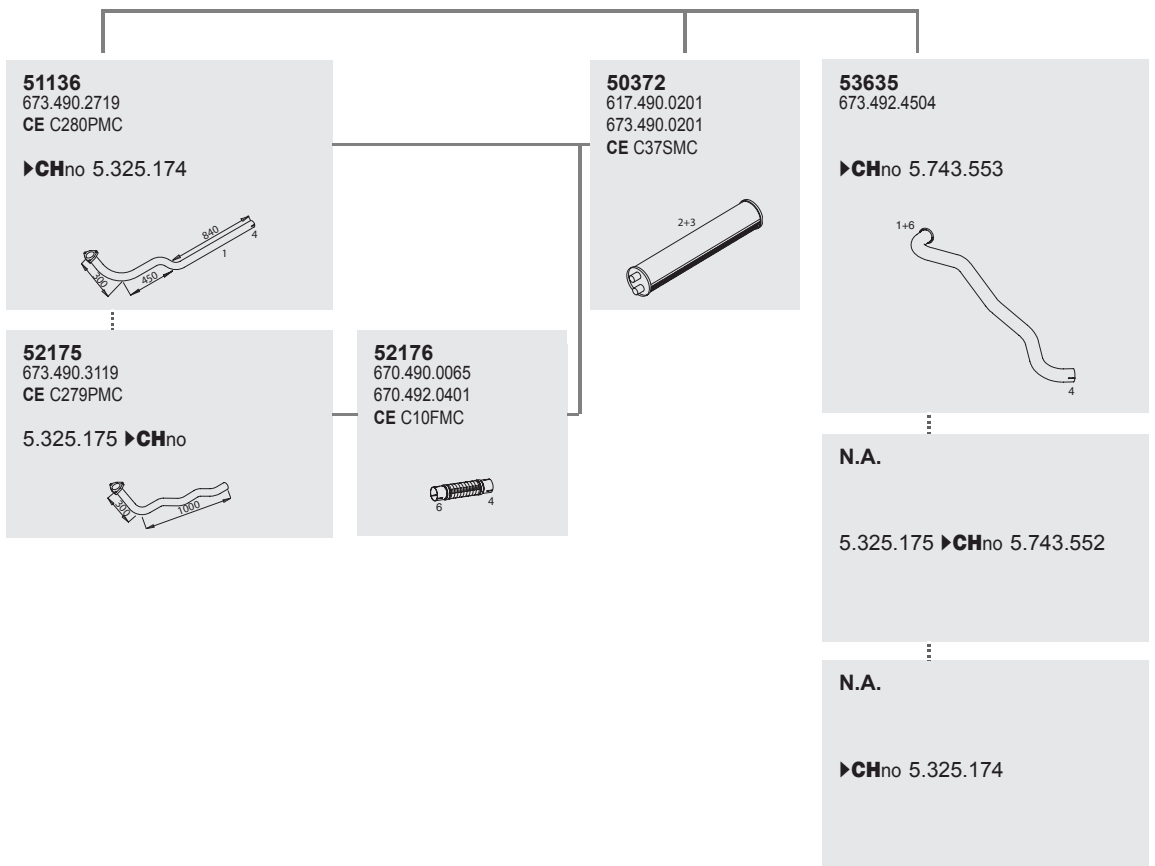 51136
673.490.2719
CE C280PMC
▶CHno 5.325.174
840
4
1
300
450
52175
673.490.3119
CE C279PMC
5.325.175 ▶CHno
300
1000
52176
670.490.0065
670.492.0401
CE C10FMC
6
4
50372
617.490.0201
673.490.0201
CE C37SMC
2+3
53635
673.492.4504
▶CHno 5.743.553
1+6
4
N.A.
5.325.175 ▶CHno 5.743.552
N.A.
▶CHno 5.325.174